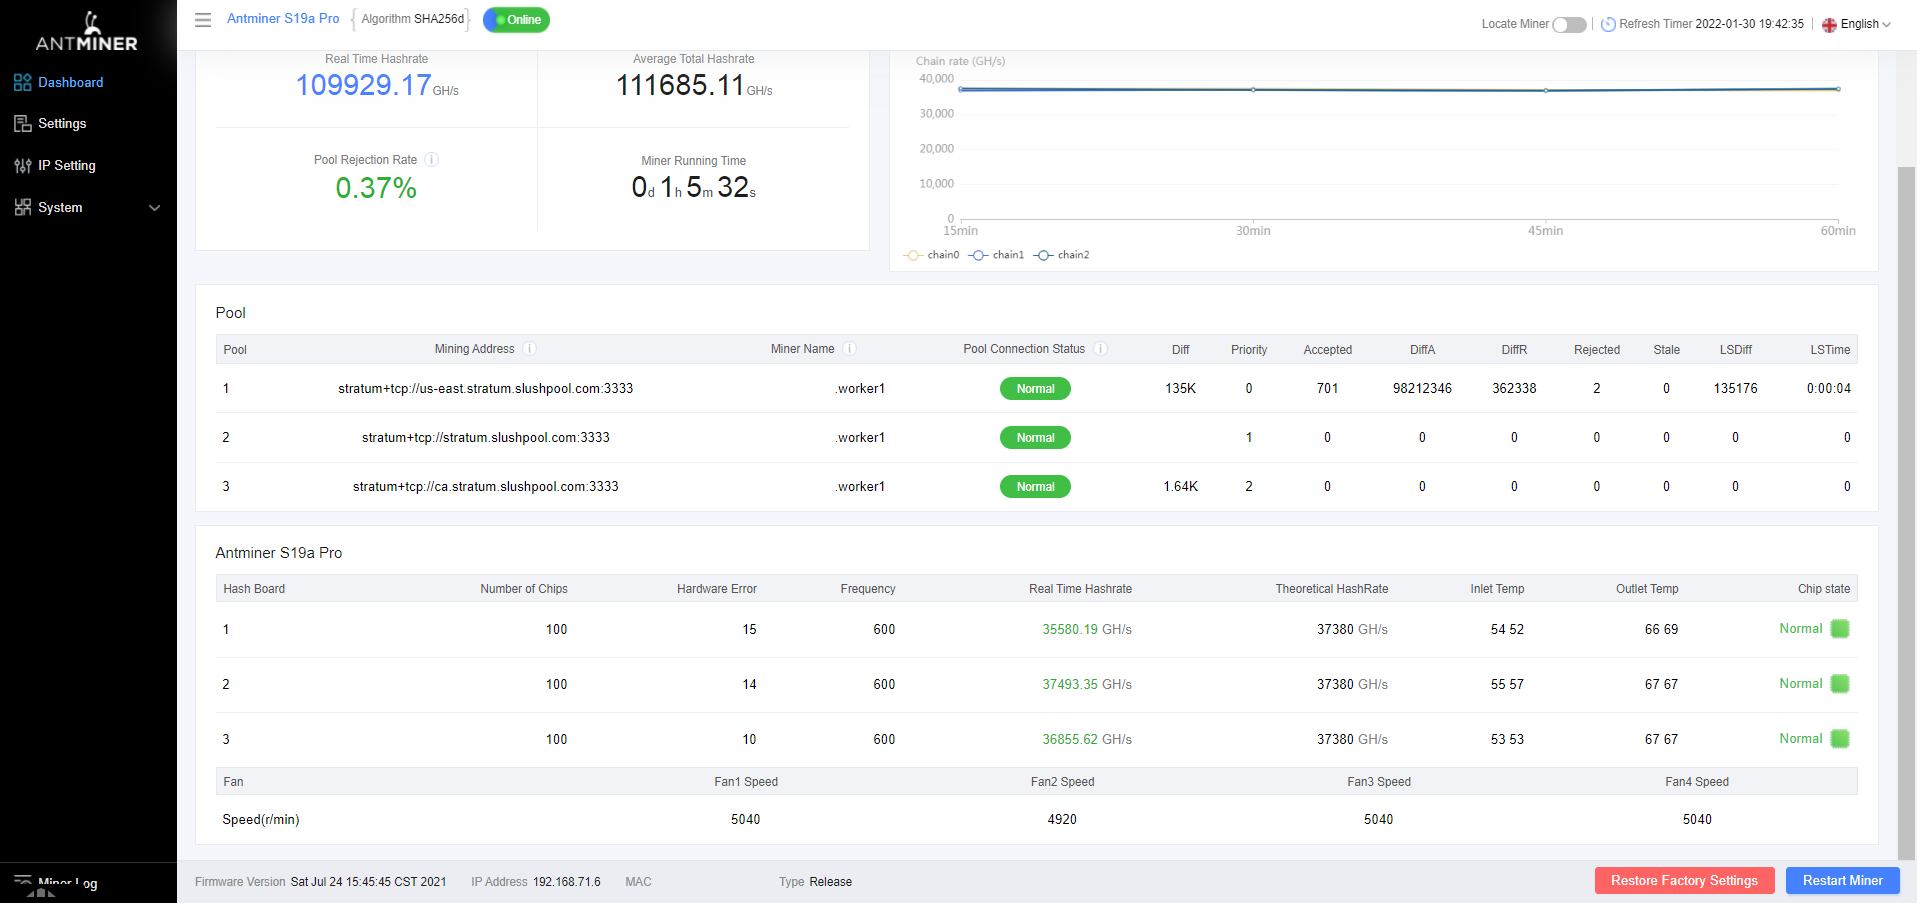 ANTMINER
Dashboard
Settings
IP Setting
System
Miner Log
Antminer S19a Pro Algorithm SHA256d Online
Locate Miner Refresh Timer 2022-01-30 19:42:35 English
Real Time Hashrate Average Total Hashrate
109929.17 GH/s 111685.11 GH/s
Pool Rejection Rate i Miner Running Time
0.37% 0d 1h 5m 32s
Chain rate (GH/s)
40,000
30,000
20,000
10,000
0
15min 30min 45min 60min
chain0 chain1 chain2
Pool
Pool Mining Address i Miner Name i Pool Connection Status i Diff Priority Accepted DiffA DiffR Rejected Stale LSDiff LSTime
1 stratum+tcp://us-east.stratum.slushpool.com:3333 .worker1 Normal 135K 0 701 98212346 362338 2 0 135176 0:00:04
2 stratum+tcp://stratum.slushpool.com:3333 .worker1 Normal 1 0 0 0 0 0 0 0
3 stratum+tcp://ca.stratum.slushpool.com:3333 .worker1 Normal 1.64K 2 0 0 0 0 0 0 0
Antminer S19a Pro
Hash Board Number of Chips Hardware Error Frequency Real Time Hashrate Theoretical HashRate Inlet Temp Outlet Temp Chip state
1 100 15 600 35580.19 GH/s 37380 GH/s 54 52 66 69 Normal
2 100 14 600 37493.35 GH/s 37380 GH/s 55 57 67 67 Normal
3 100 10 600 36855.62 GH/s 37380 GH/s 53 53 67 67 Normal
Fan Fan1 Speed Fan2 Speed Fan3 Speed Fan4 Speed
Speed(r/min) 5040 4920 5040 5040
Firmware Version Sat Jul 24 15:45:45 CST 2021 IP Address 192.168.71.6 MAC Type Release Restore Factory Settings Restart Miner